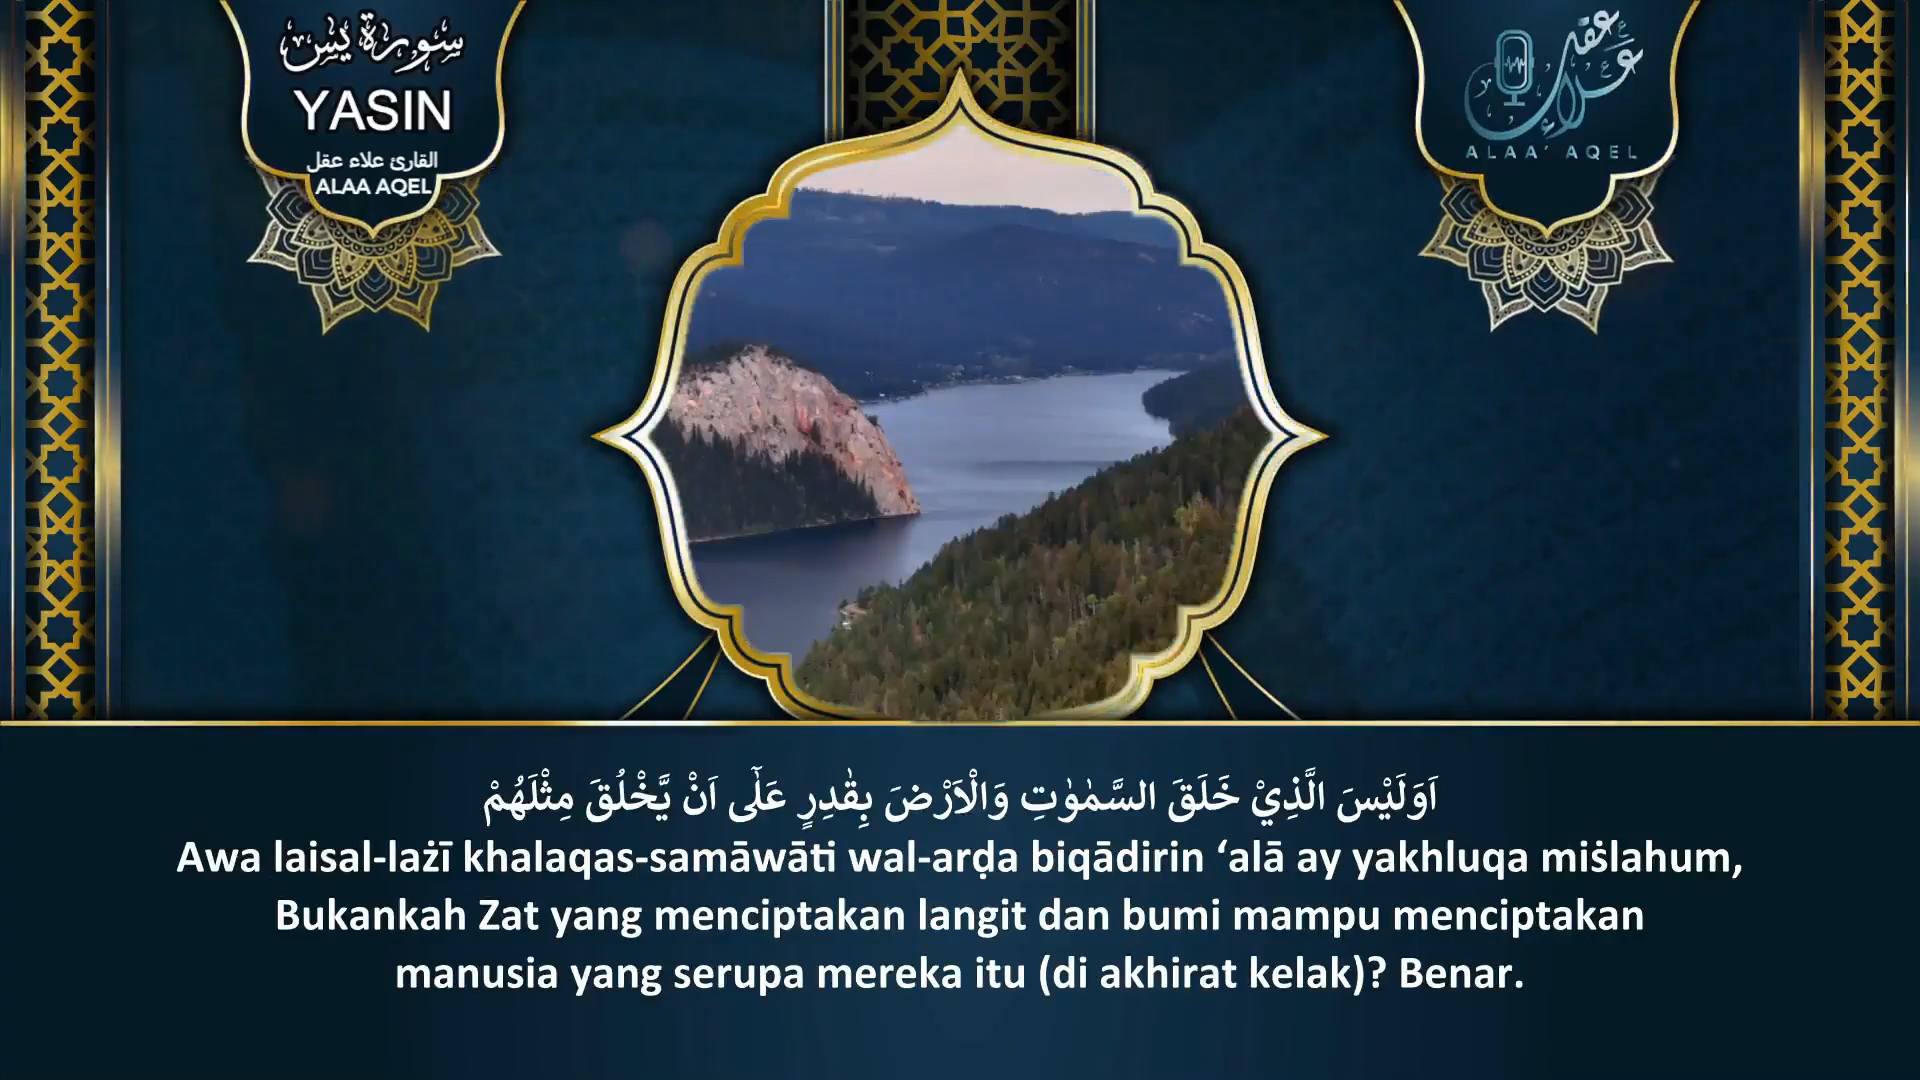 سورة يس
YASIN
القارئ علاء عقل
ALAA AQEL
علاء عقل
ALAA' AQEL
اَوَلَيْسَ الَّذِيْ خَلَقَ السَّمٰوٰتِ وَالْاَرْضَ بِقٰدِرٍ عَلٰٓى اَنْ يَّخْلُقَ مِثْلَهُمْ
Awa laisal-lażī khalaqas-samāwāti wal-arḍa biqādirin ‘alā ay yakhluqa miṡlahum,
Bukankah Zat yang menciptakan langit dan bumi mampu menciptakan
manusia yang serupa mereka itu (di akhirat kelak)? Benar.